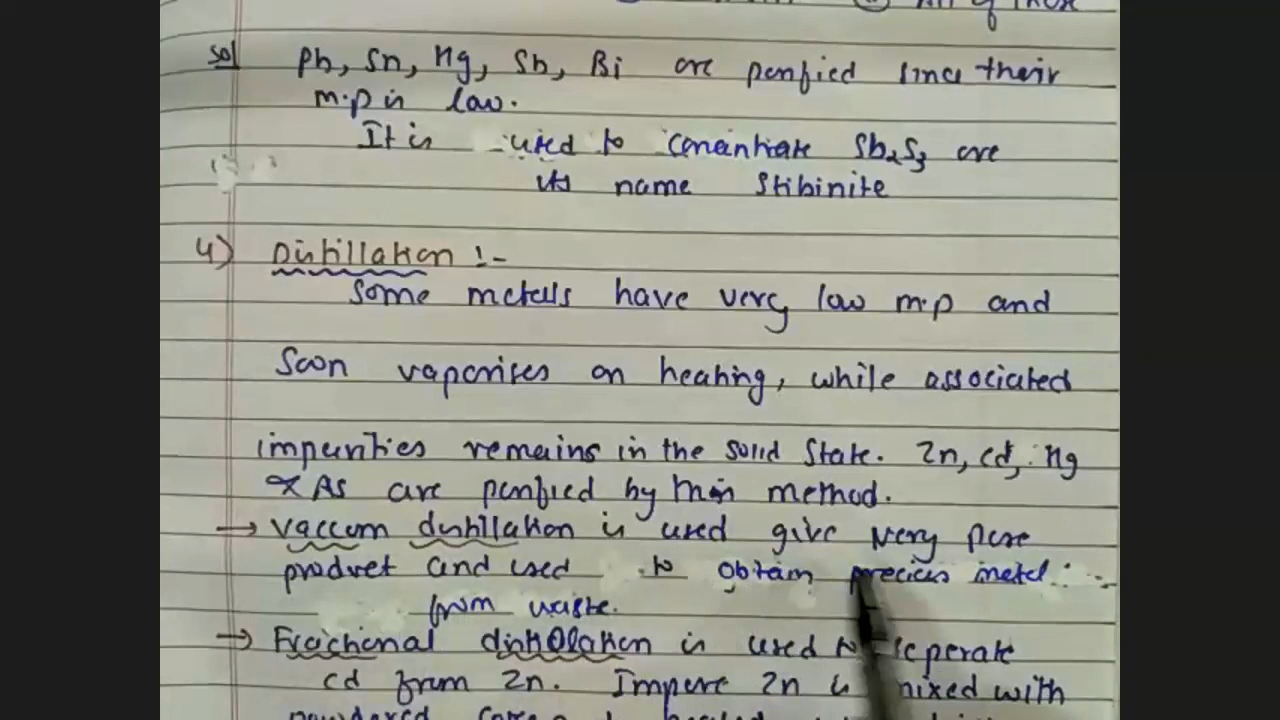 All of these
Sol Pb, Sn, Hg, Sb, Bi are purified since their
m.p is low.
It is used to concentrate Sb2S3 ore
its name Stibinite
4) Distillation :-
Some metals have very low m.p and
Soon vaporises on heating, while associated
impurities remains in the solid State. Zn, Cd, Hg
& As are purified by this method.
→ Vaccum distillation is used give very pure
product and used to obtain precious metal
from waste.
→ Fractional distillation is used to seperate
Cd from Zn. Impure Zn is mixed with
powdered